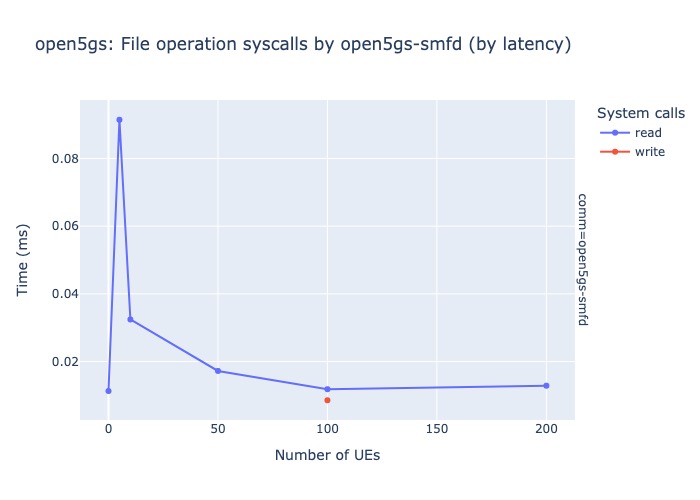 open5gs: File operation syscalls by open5gs-smfd (by latency)
System calls
read
write
0.08
0.06
0.04
0.02
Time (ms)
comm=open5gs-smfd
0 50 100 150 200
Number of UEs